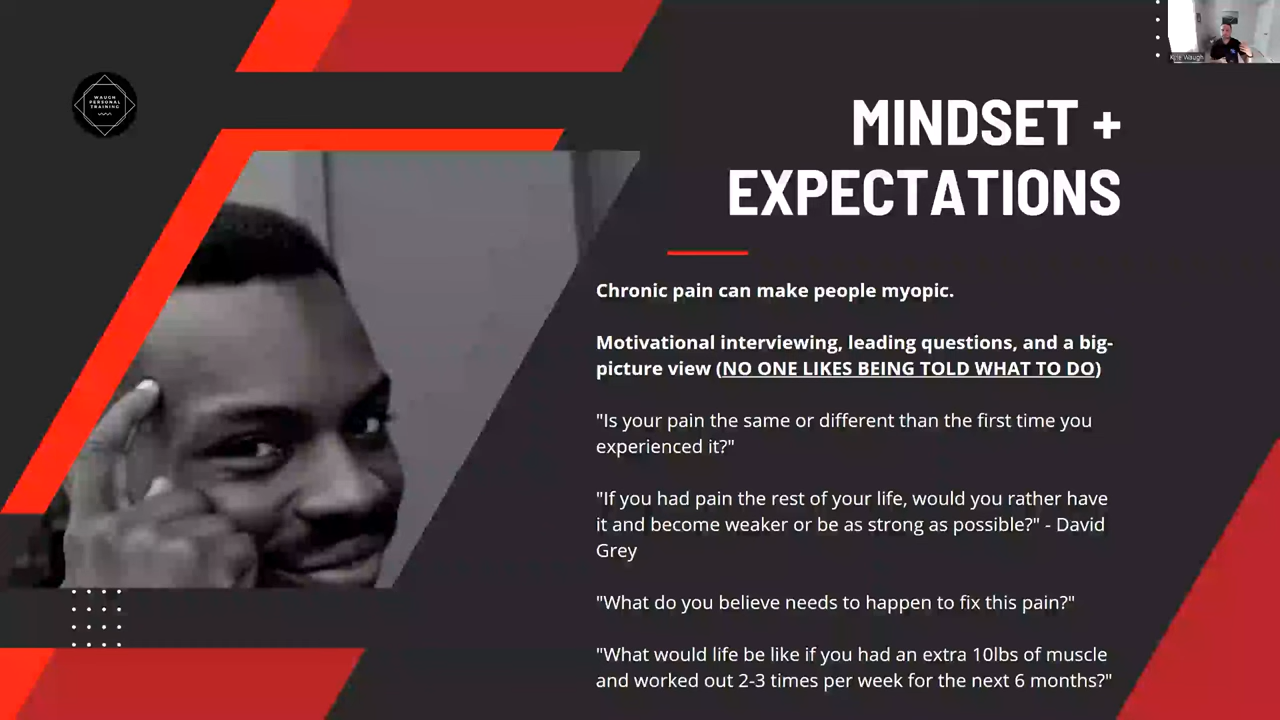 WAUGH
PERSONAL
TRAINING
MINDSET +
EXPECTATIONS
Chronic pain can make people myopic.
Motivational interviewing, leading questions, and a big-
picture view (NO ONE LIKES BEING TOLD WHAT TO DO)
"Is your pain the same or different than the first time you
experienced it?"
"If you had pain the rest of your life, would you rather have
it and become weaker or be as strong as possible?" - David
Grey
"What do you believe needs to happen to fix this pain?"
"What would life be like if you had an extra 10lbs of muscle
and worked out 2-3 times per week for the next 6 months?"
Waugh